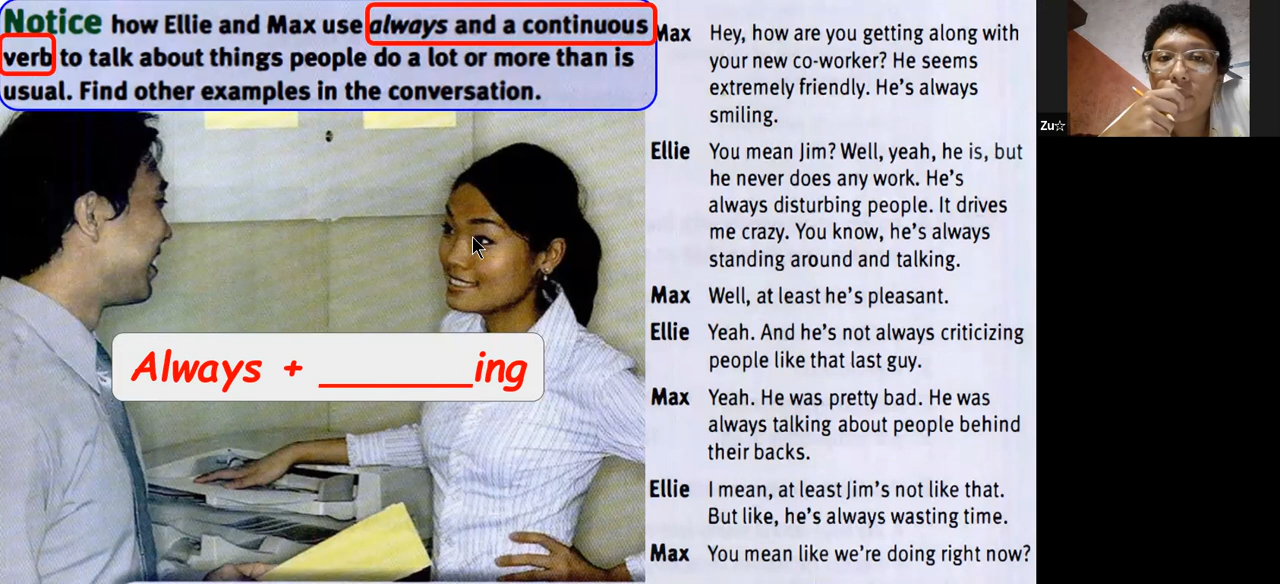 Notice how Ellie and Max use always and a continuous
verb to talk about things people do a lot or more than is
usual. Find other examples in the conversation.
Always + ________ing
Max Hey, how are you getting along with
your new co-worker? He seems
extremely friendly. He's always
smiling.
Ellie You mean Jim? Well, yeah, he is, but
he never does any work. He's
always disturbing people. It drives
me crazy. You know, he's always
standing around and talking.
Max Well, at least he's pleasant.
Ellie Yeah. And he's not always criticizing
people like that last guy.
Max Yeah. He was pretty bad. He was
always talking about people behind
their backs.
Ellie I mean, at least Jim's not like that.
But like, he's always wasting time.
Max You mean like we're doing right now?
Zu☆